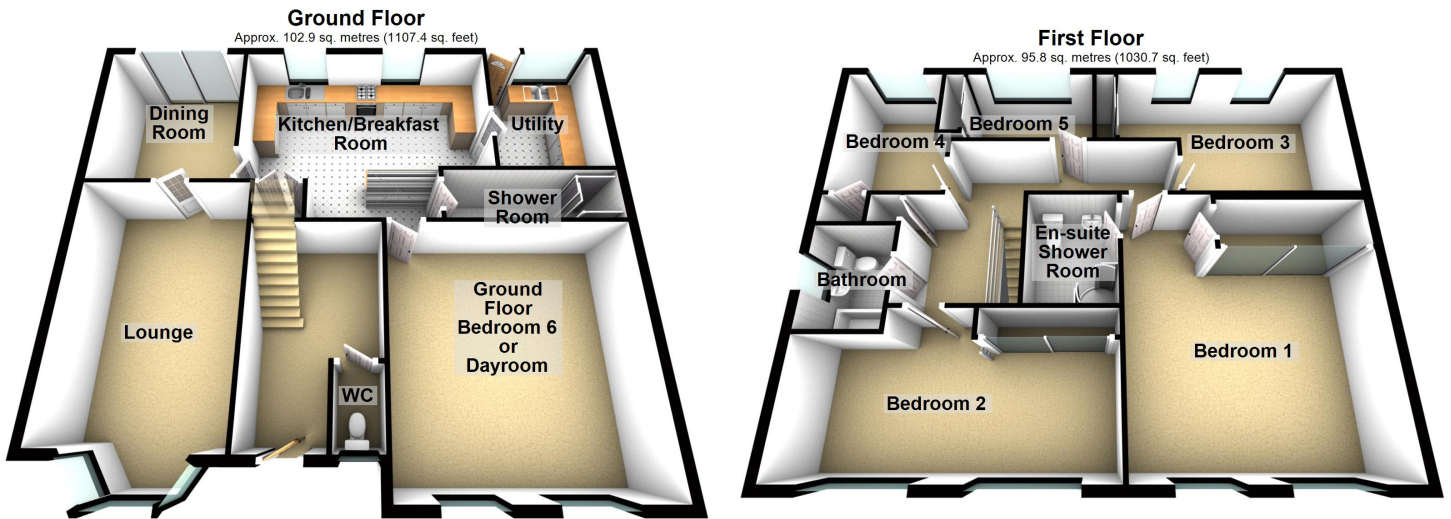 Ground Floor
Approx. 102.9 sq. metres (1107.4 sq. feet)
Dining
Room
Kitchen/Breakfast
Room
Utility
Shower
Room
Lounge
Ground
Floor
Bedroom 6
or
Dayroom
WC
First Floor
Approx. 95.8 sq. metres (1030.7 sq. feet)
Bedroom 4
Bedroom 5
Bedroom 3
En-suite
Shower
Room
Bathroom
Bedroom 1
Bedroom 2